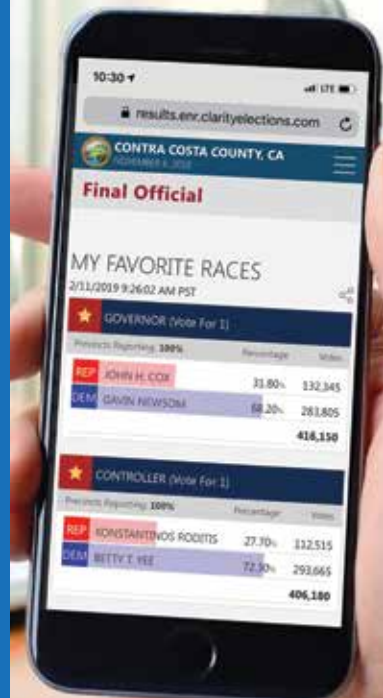 10:30
LTE
results.enr.clarityelections.com
CONTRA COSTA COUNTY, CA
NOVEMBER 6, 2018
Final Official
MY FAVORITE RACES
2/11/2019 9:26:02 AM PST
GOVERNOR (Vote For 1)
Precincts Reporting: 100% Percentage Votes
REP JOHN H. COX 31.80% 132,345
DEM GAVIN NEWSOM 68.20% 283,805
416,150
CONTROLLER (Vote For 1)
Precincts Reporting: 100% Percentage Votes
REP KONSTANTINOS RODITIS 27.70% 112,515
DEM BETTY T. YEE 72.30% 293,665
406,180